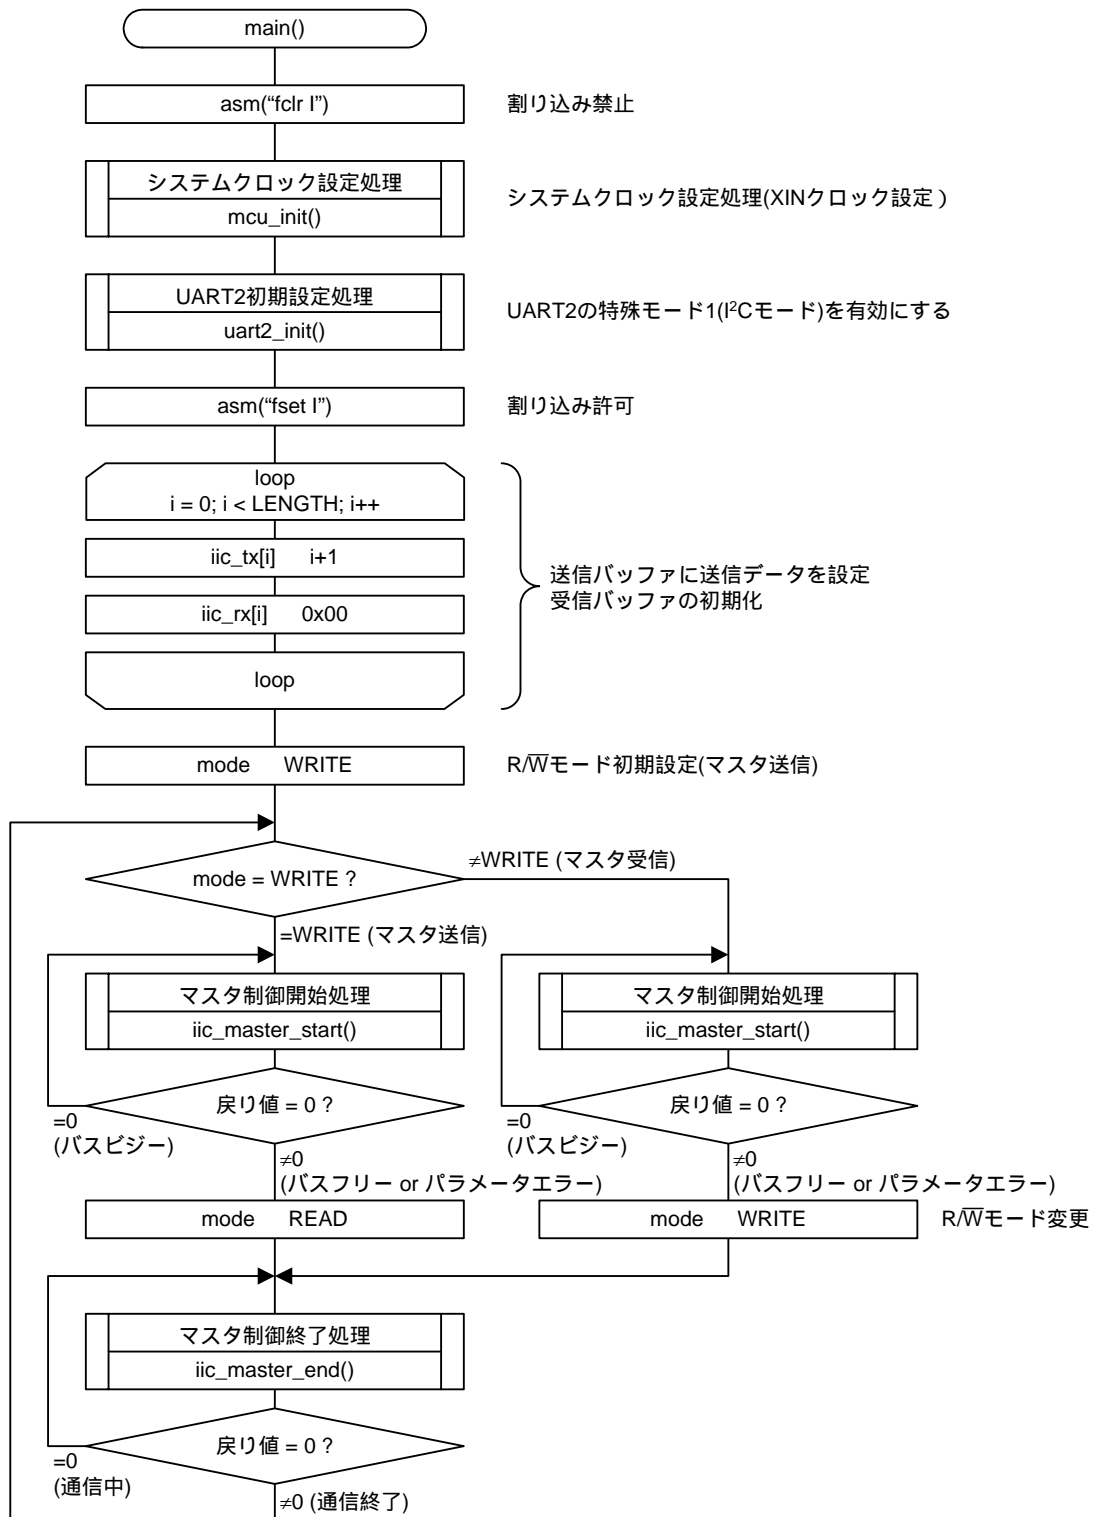 main()
asm(“fclr I”)
割り込み禁止
システムクロック設定処理
mcu_init()
システムクロック設定処理(XINクロック設定）
UART2初期設定処理
uart2_init()
UART2の特殊モード1(I²Cモード)を有効にする
asm(“fset I”)
割り込み許可
loop
i = 0; i < LENGTH; i++
iic_tx[i] i+1
iic_rx[i] 0x00
loop
送信バッファに送信データを設定
受信バッファの初期化
mode WRITE
R/W̅モード初期設定(マスタ送信)
mode = WRITE ?
≠WRITE (マスタ受信)
=WRITE (マスタ送信)
マスタ制御開始処理
iic_master_start()
マスタ制御開始処理
iic_master_start()
戻り値 = 0 ?
=0
(バスビジー)
≠0
(バスフリー or パラメータエラー)
戻り値 = 0 ?
=0
(バスビジー)
≠0
(バスフリー or パラメータエラー)
mode READ
mode WRITE
R/W̅モード変更
マスタ制御終了処理
iic_master_end()
戻り値 = 0 ?
=0
(通信中)
≠0 (通信終了)